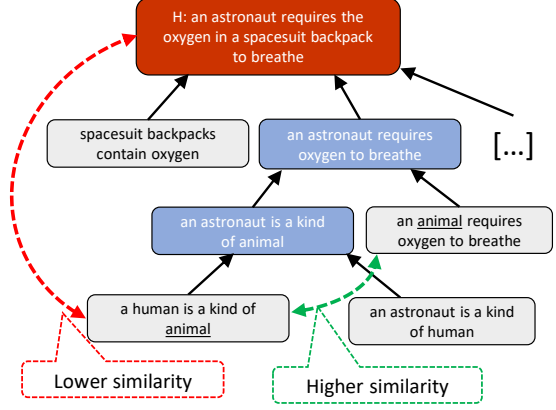 H: an astronaut requires the
oxygen in a spacesuit backpack
to breathe
spacesuit backpacks
contain oxygen
an astronaut requires
oxygen to breathe
[...]
an astronaut is a kind
of animal
an animal requires
oxygen to breathe
a human is a kind of
animal
an astronaut is a kind
of human
Lower similarity
Higher similarity